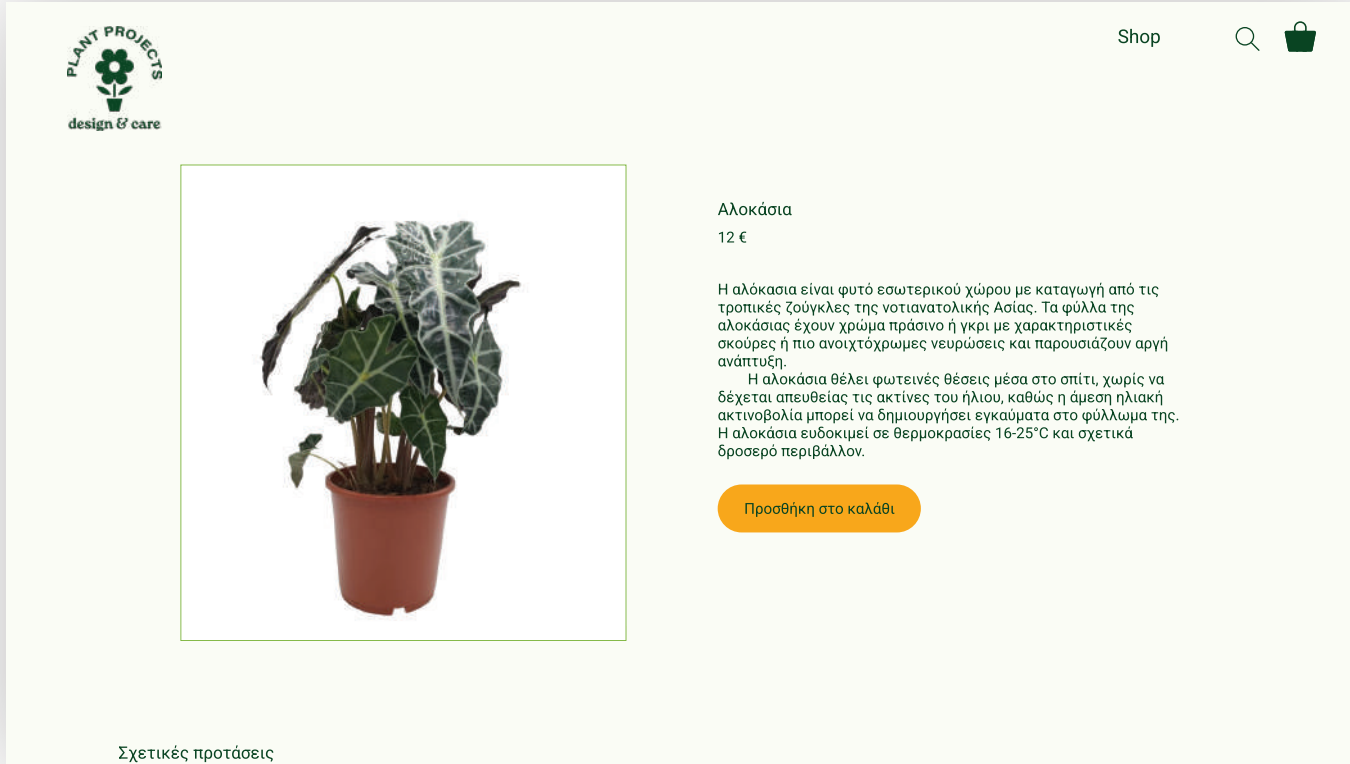 PLANT PROJECTS
design & care
Shop
Αλοκάσια
12 €
Η αλόκασια είναι φυτό εσωτερικού χώρου με καταγωγή από τις
τροπικές ζούγκλες της νοτιανατολικής Ασίας. Τα φύλλα της
αλοκάσιας έχουν χρώμα πράσινο ή γκρι με χαρακτηριστικές
σκούρες ή πιο ανοιχτόχρωμες νευρώσεις και παρουσιάζουν αργή
ανάπτυξη.
Η αλοκάσια θέλει φωτεινές θέσεις μέσα στο σπίτι, χωρίς να
δέχεται απευθείας τις ακτίνες του ήλιου, καθώς η άμεση ηλιακή
ακτινοβολία μπορεί να δημιουργήσει εγκαύματα στο φύλλωμα της.
Η αλοκάσια ευδοκιμεί σε θερμοκρασίες 16-25°C και σχετικά
δροσερό περιβάλλον.
Προσθήκη στο καλάθι
Σχετικές προτάσεις